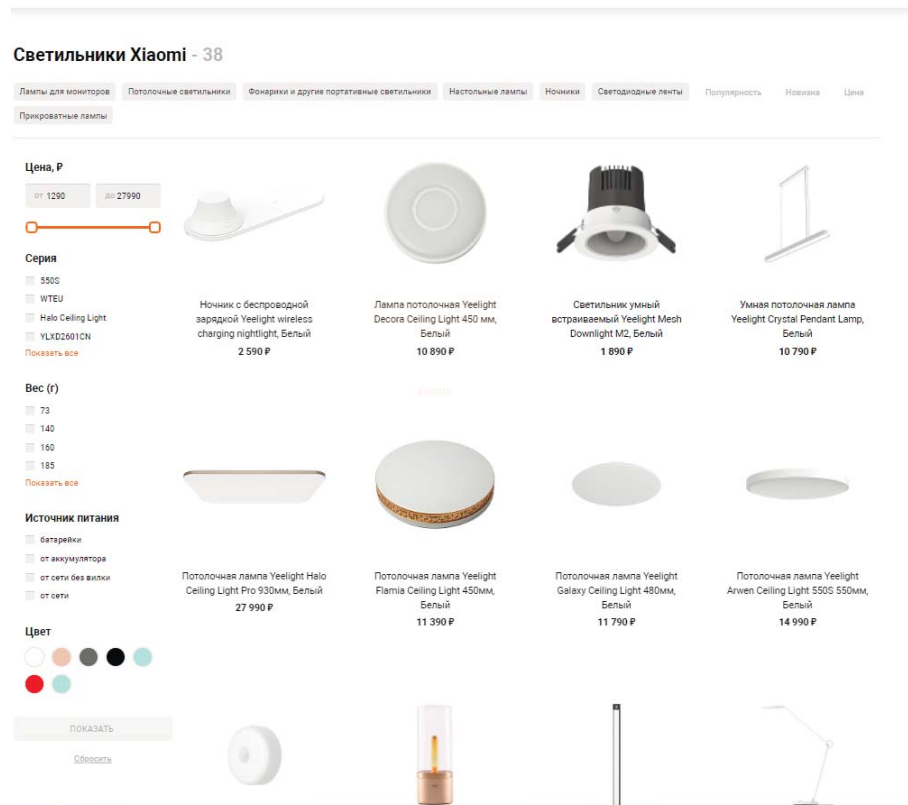 Светильники Xiaomi - 38
Лампы для мониторов Потолочные светильники Фонарики и другие портативные светильники Настольные лампы Ночники Светодиодные ленты Популярность Новизна Цена
Прикроватные лампы
Цена, ₽
от 1290 до 27990
Серия
550S
WTEU
Halo Ceiling Light
YLXD2601CN
Показать все
Вес (г)
73
140
160
185
Показать все
Источник питания
батарейки
от аккумулятора
от сети без вилки
от сети
Цвет
ПОКАЗАТЬ
Сбросить
Ночник с беспроводной
зарядкой Yeelight wireless
charging nightlight, Белый
2 590 ₽
Лампа потолочная Yeelight
Decora Ceiling Light 450 мм,
Белый
10 890 ₽
Светильник умный
встраиваемый Yeelight Mesh
Downlight M2, Белый
1 890 ₽
Умная потолочная лампа
Yeelight Crystal Pendant Lamp,
Белый
10 790 ₽
Потолочная лампа Yeelight Halo
Ceiling Light Pro 930мм, Белый
27 990 ₽
Потолочная лампа Yeelight
Flamia Ceiling Light 450мм,
Белый
11 390 ₽
Потолочная лампа Yeelight
Galaxy Ceiling Light 480мм,
Белый
11 790 ₽
Потолочная лампа Yeelight
Arwen Ceiling Light 550S 550мм,
Белый
14 990 ₽